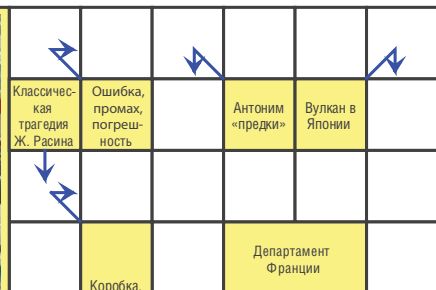 Классичес-
кая
трагедия
Ж. Расина
Ошибка,
промах,
погреш-
ность
Антоним
«предки»
Вулкан в
Японии
Департамент
Франции
Коробка,